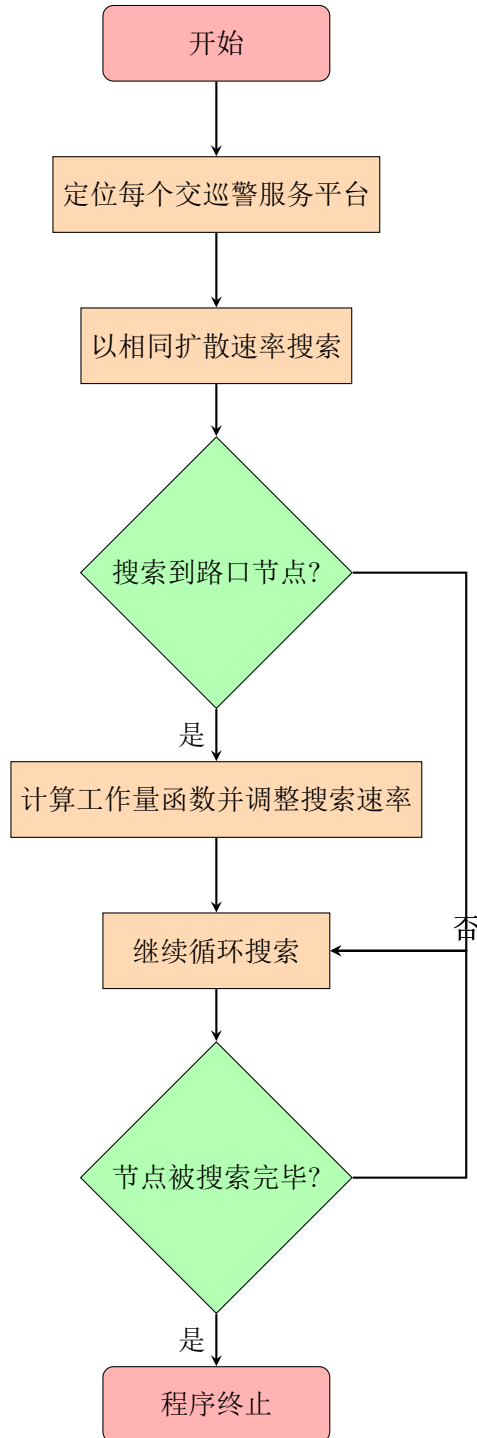 开始
定位每个交巡警服务平台
以相同扩散速率搜索
搜索到路口节点?
是
计算工作量函数并调整搜索速率
否
继续循环搜索
节点被搜索完毕?
是
程序终止